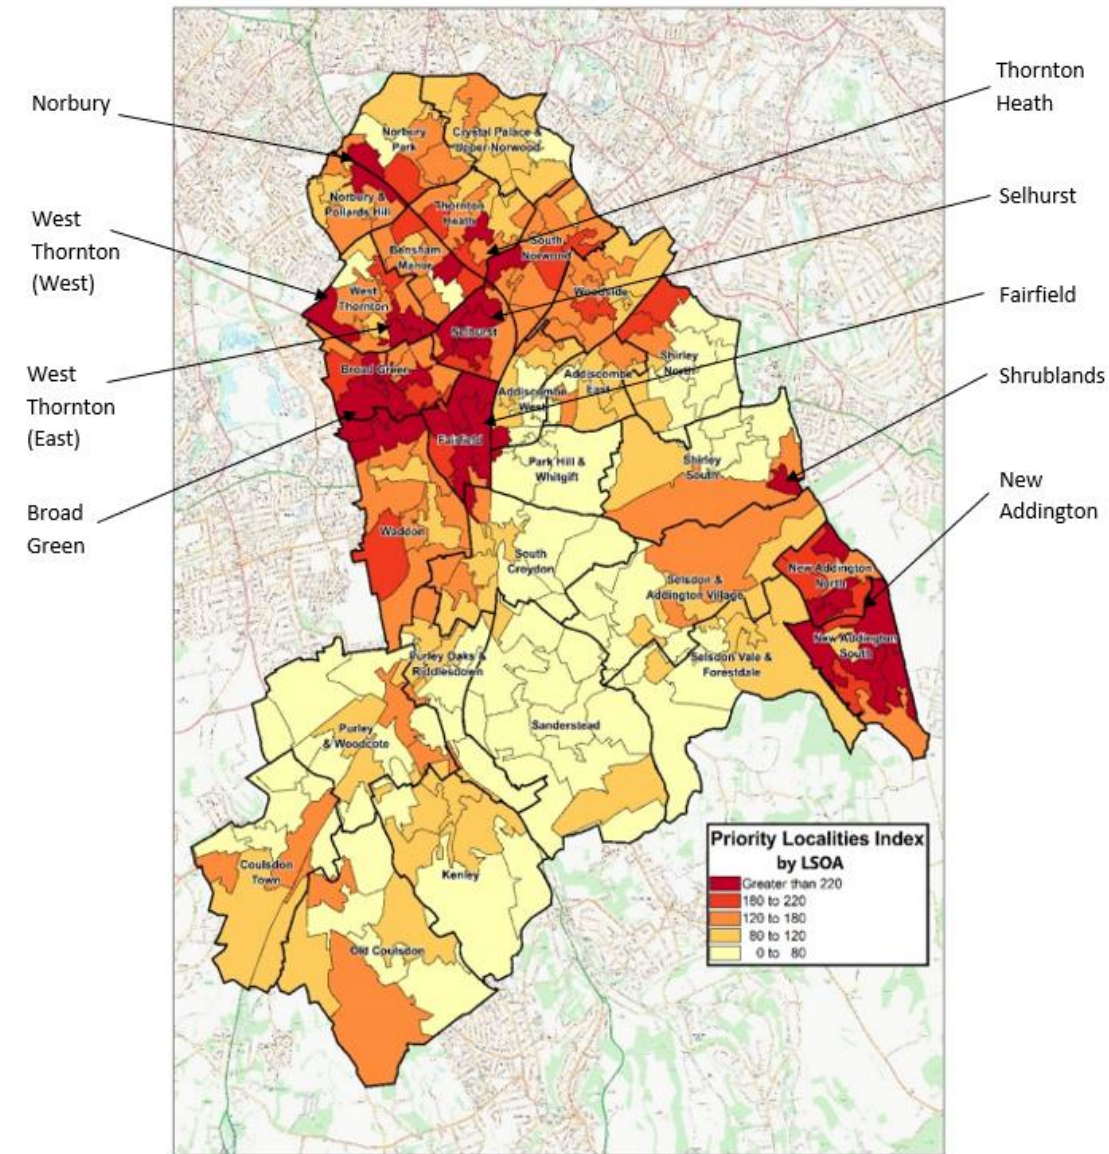 Norbury
West
Thornton
(West)
West
Thornton
(East)
Broad
Green
Thornton
Heath
Selhurst
Fairfield
Shrublands
New
Addington
Norbury
Park
Crystal Palace &
Upper Norwood
Norbury &
Pollards Hill
Thornton
Heath
Bensham
Manor
South
Norwood
West
Thornton
Woodside
Selhurst
Broad Green
Shirley
North
Addiscombe
East
Addiscombe
West
Fairfield
Park Hill &
Whitgift
Shirley
South
Waddon
South
Croydon
New Addington
North
Selsdon &
Addington Village
New Addington
South
Purley Oaks &
Riddlesdown
Selsdon Vale &
Forestdale
Sanderstead
Purley
& Woodcote
Coulsdon
Town
Kenley
Old Coulsdon
Priority Localities Index
by LSOA
Greater than 220
180 to 220
120 to 180
80 to 120
0 to 80